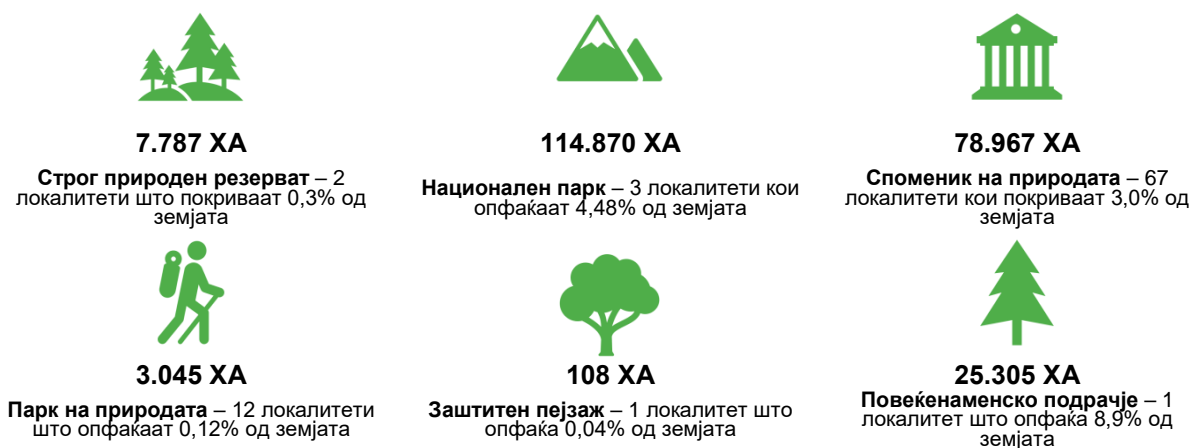 7.787 ХА
Строг природен резерват – 2
локалитети што покриваат 0,3% од
земјата
114.870 ХА
Национален парк – 3 локалитети кои
опфаќаат 4,48% од земјата
78.967 ХА
Споменик на природата – 67
локалитети кои покриваат 3,0% од
земјата
3.045 ХА
Парк на природата – 12 локалитети
што опфаќаат 0,12% од земјата
108 ХА
Заштитен пејзаж – 1 локалитет што
опфаќа 0,04% од земјата
25.305 ХА
Повеќенаменско подрачје – 1
локалитет што опфаќа 8,9% од
земјата